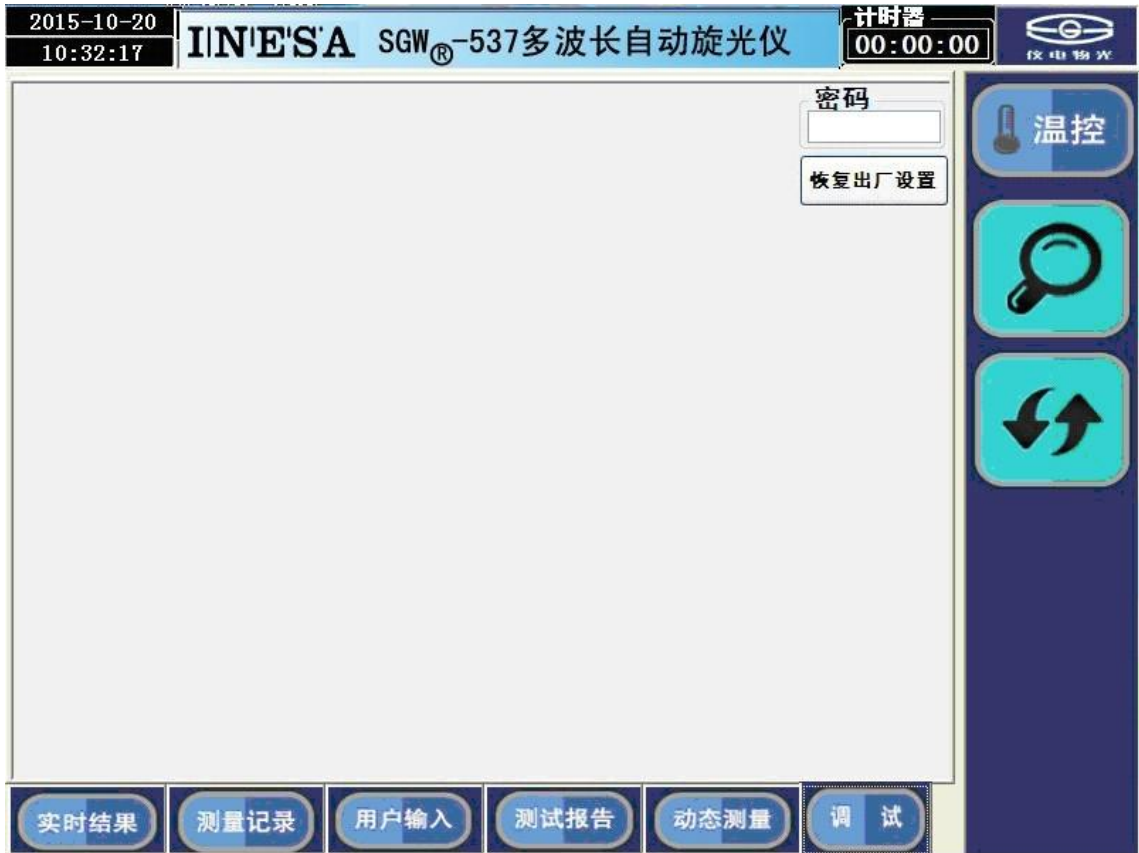 2015-10-20
10:32:17
INESA SGW®-537多波长自动旋光仪
计时器
00:00:00
仪电物光
密码
恢复出厂设置
温控
实时结果
测量记录
用户输入
测试报告
动态测量
调 试